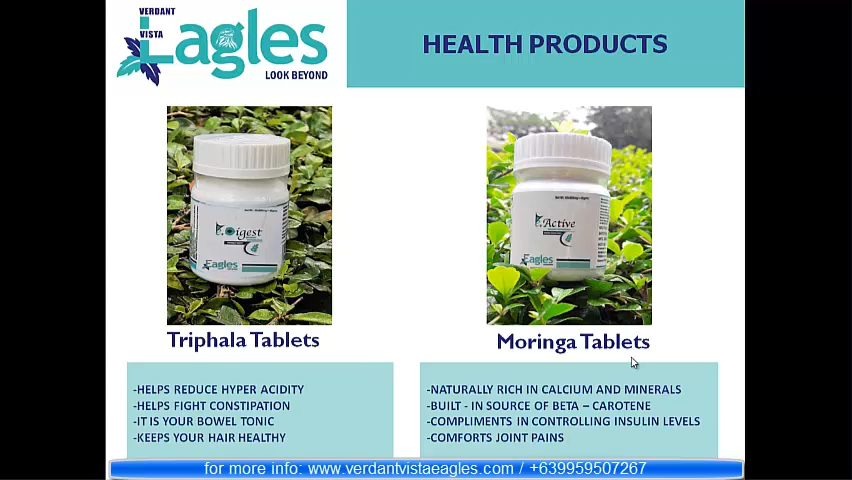 VERDANT
VISTA
Eagles
LOOK BEYOND
HEALTH PRODUCTS
Digest
Eagles
Active
Eagles
Triphala Tablets
Moringa Tablets
-HELPS REDUCE HYPER ACIDITY
-HELPS FIGHT CONSTIPATION
-IT IS YOUR BOWEL TONIC
-KEEPS YOUR HAIR HEALTHY
-NATURALLY RICH IN CALCIUM AND MINERALS
-BUILT - IN SOURCE OF BETA – CAROTENE
-COMPLIMENTS IN CONTROLLING INSULIN LEVELS
-COMFORTS JOINT PAINS
for more info: www.verdantvistaeagles.com / +639959507267